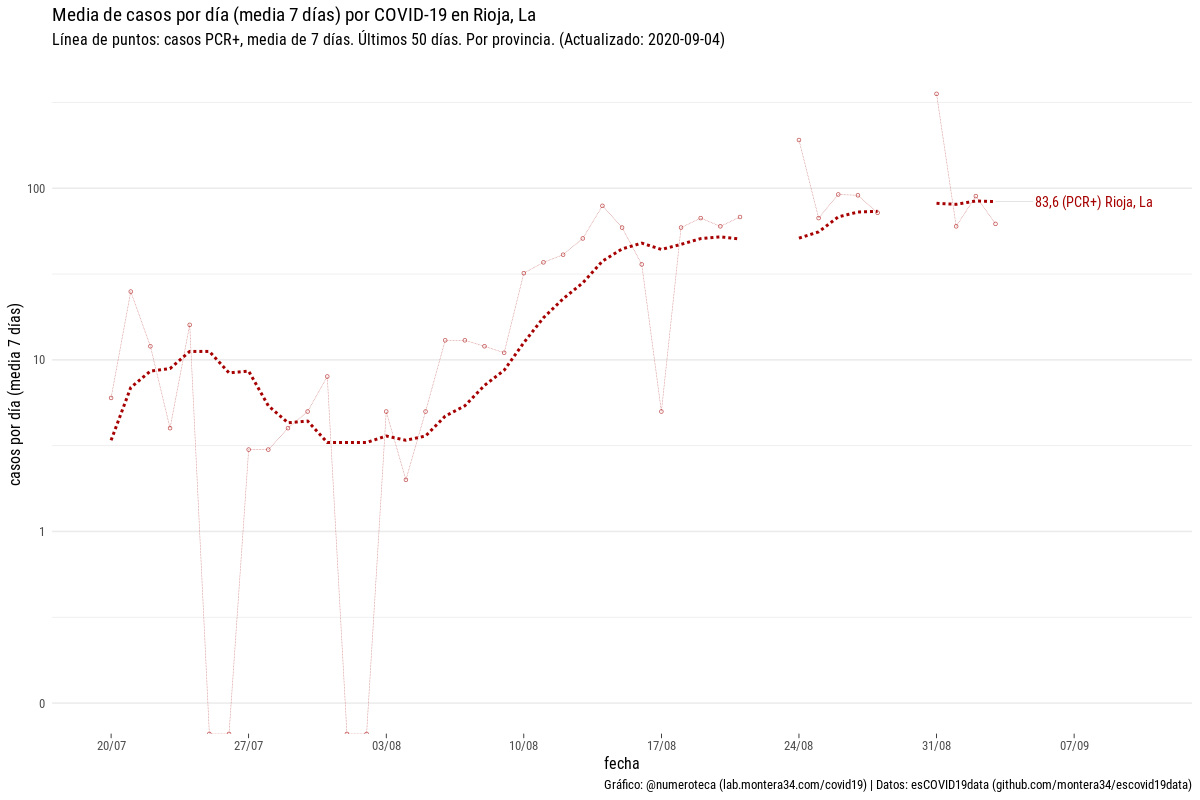 Media de casos por día (media 7 días) por COVID-19 en Rioja, La
Línea de puntos: casos PCR+, media de 7 días. Últimos 50 días. Por provincia. (Actualizado: 2020-09-04)
casos por día (media 7 días)
100
10
1
0
83,6 (PCR+) Rioja, La
20/07
27/07
03/08
10/08
17/08
24/08
31/08
07/09
fecha
Gráfico: @numeroteca (lab.montera34.com/covid19) | Datos: esCOVID19data (github.com/montera34/escovid19data)